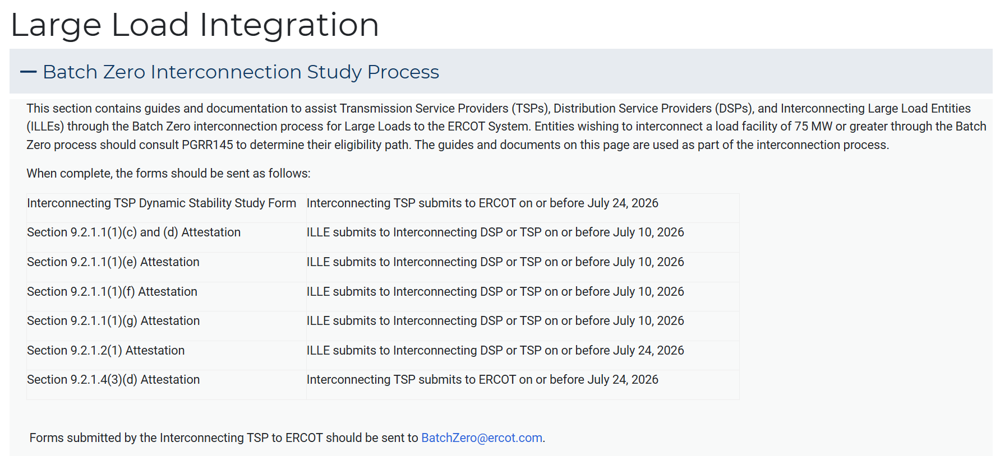 Large Load Integration
Batch Zero Interconnection Study Process
This section contains guides and documentation to assist Transmission Service Providers (TSPs), Distribution Service Providers (DSPs), and Interconnecting Large Load Entities
(ILLEs) through the Batch Zero interconnection process for Large Loads to the ERCOT System. Entities wishing to interconnect a load facility of 75 MW or greater through the Batch
Zero process should consult PGRR145 to determine their eligibility path. The guides and documents on this page are used as part of the interconnection process.
When complete, the forms should be sent as follows:
Interconnecting TSP Dynamic Stability Study Form Interconnecting TSP submits to ERCOT on or before July 24, 2026
Section 9.2.1.1(1)(c) and (d) Attestation ILLE submits to Interconnecting DSP or TSP on or before July 10, 2026
Section 9.2.1.1(1)(e) Attestation ILLE submits to Interconnecting DSP or TSP on or before July 10, 2026
Section 9.2.1.1(1)(f) Attestation ILLE submits to Interconnecting DSP or TSP on or before July 10, 2026
Section 9.2.1.1(1)(g) Attestation ILLE submits to Interconnecting DSP or TSP on or before July 10, 2026
Section 9.2.1.2(1) Attestation ILLE submits to Interconnecting DSP or TSP on or before July 24, 2026
Section 9.2.1.4(3)(d) Attestation Interconnecting TSP submits to ERCOT on or before July 24, 2026
Forms submitted by the Interconnecting TSP to ERCOT should be sent to BatchZero@ercot.com.